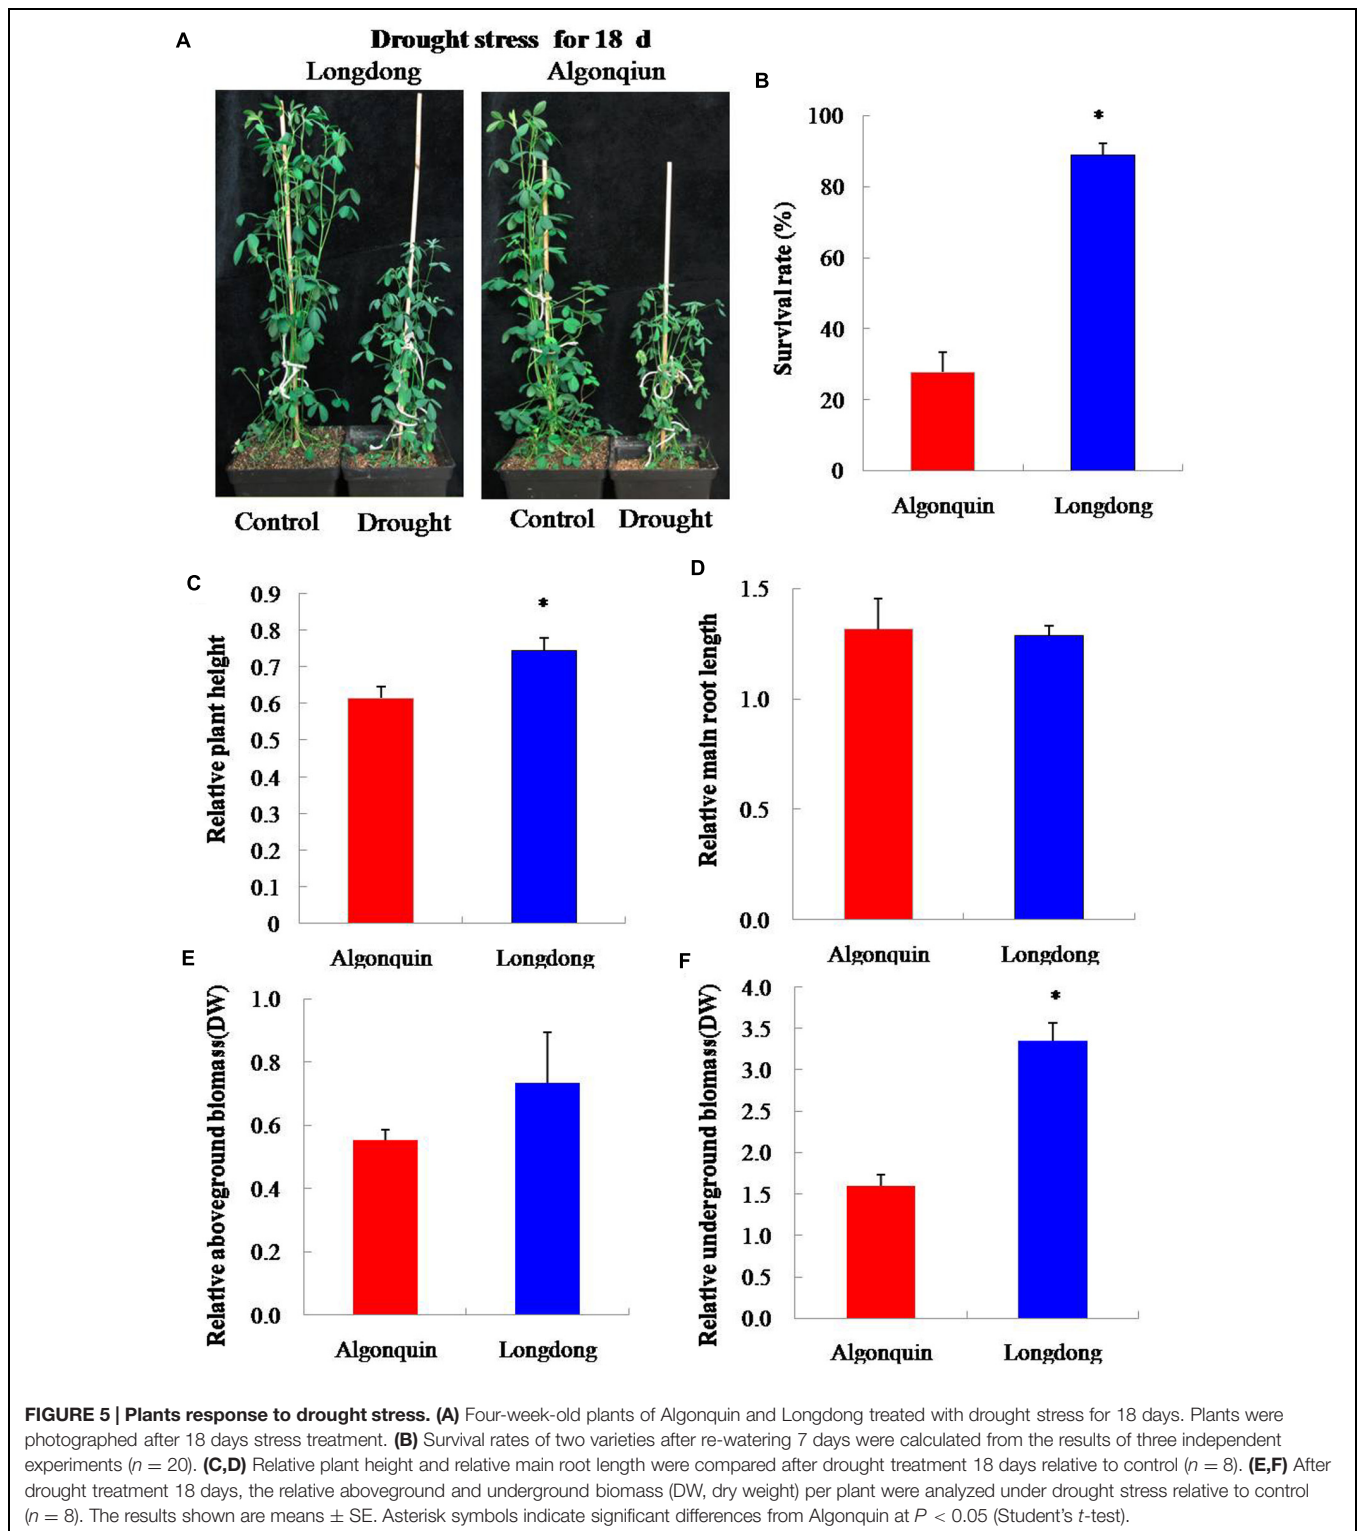 A
Drought stress for 18 d
Longdong Algonqiun
Control Drought Control Drought
B
100
80
60
40
20
0
Survival rate (%)
*
Algonquin Longdong
C
0.9
0.8
0.7
0.6
0.5
0.4
0.3
0.2
0.1
0
Relative plant height
*
Algonquin Longdong
D
1.5
1.0
0.5
0.0
Relative main root length
Algonquin Longdong
E
1.0
0.8
0.6
0.4
0.2
0.0
Relative aboveground biomass(DW)
Algonquin Longdong
F
4.0
3.5
3.0
2.5
2.0
1.5
1.0
0.5
0.0
Relative underground biomass(DW)
*
Algonquin Longdong
FIGURE 5 | Plants response to drought stress. (A) Four-week-old plants of Algonquin and Longdong treated with drought stress for 18 days. Plants were
photographed after 18 days stress treatment. (B) Survival rates of two varieties after re-watering 7 days were calculated from the results of three independent
experiments (n = 20). (C,D) Relative plant height and relative main root length were compared after drought treatment 18 days relative to control (n = 8). (E,F) After
drought treatment 18 days, the relative aboveground and underground biomass (DW, dry weight) per plant were analyzed under drought stress relative to control
(n = 8). The results shown are means ± SE. Asterisk symbols indicate significant differences from Algonquin at P < 0.05 (Student's t-test).